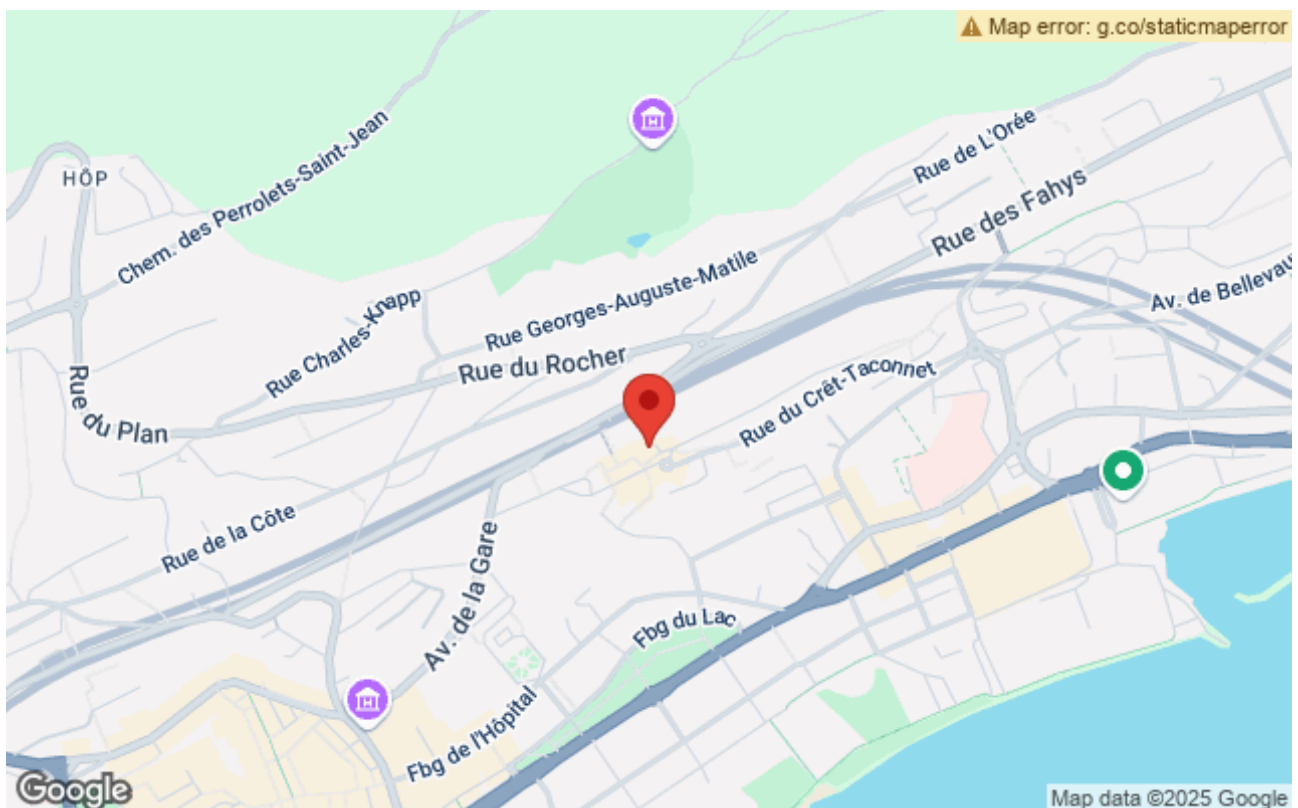 Map error: g.co/staticmaperror
Rue de L'Orée
HÔP
Chem. des Perrolets-Saint-Jean
Rue des Fahys
Rue Georges-Auguste-Matile
Av. de Bellevau
Rue Charles-Knapp
Rue du Rocher
Rue du Plan
Rue du Crêt-Taconnet
Rue de la Côte
Av. de la Gare
Fbg du Lac
Fbg de l'Hôpital
Google
Map data ©2025 Google